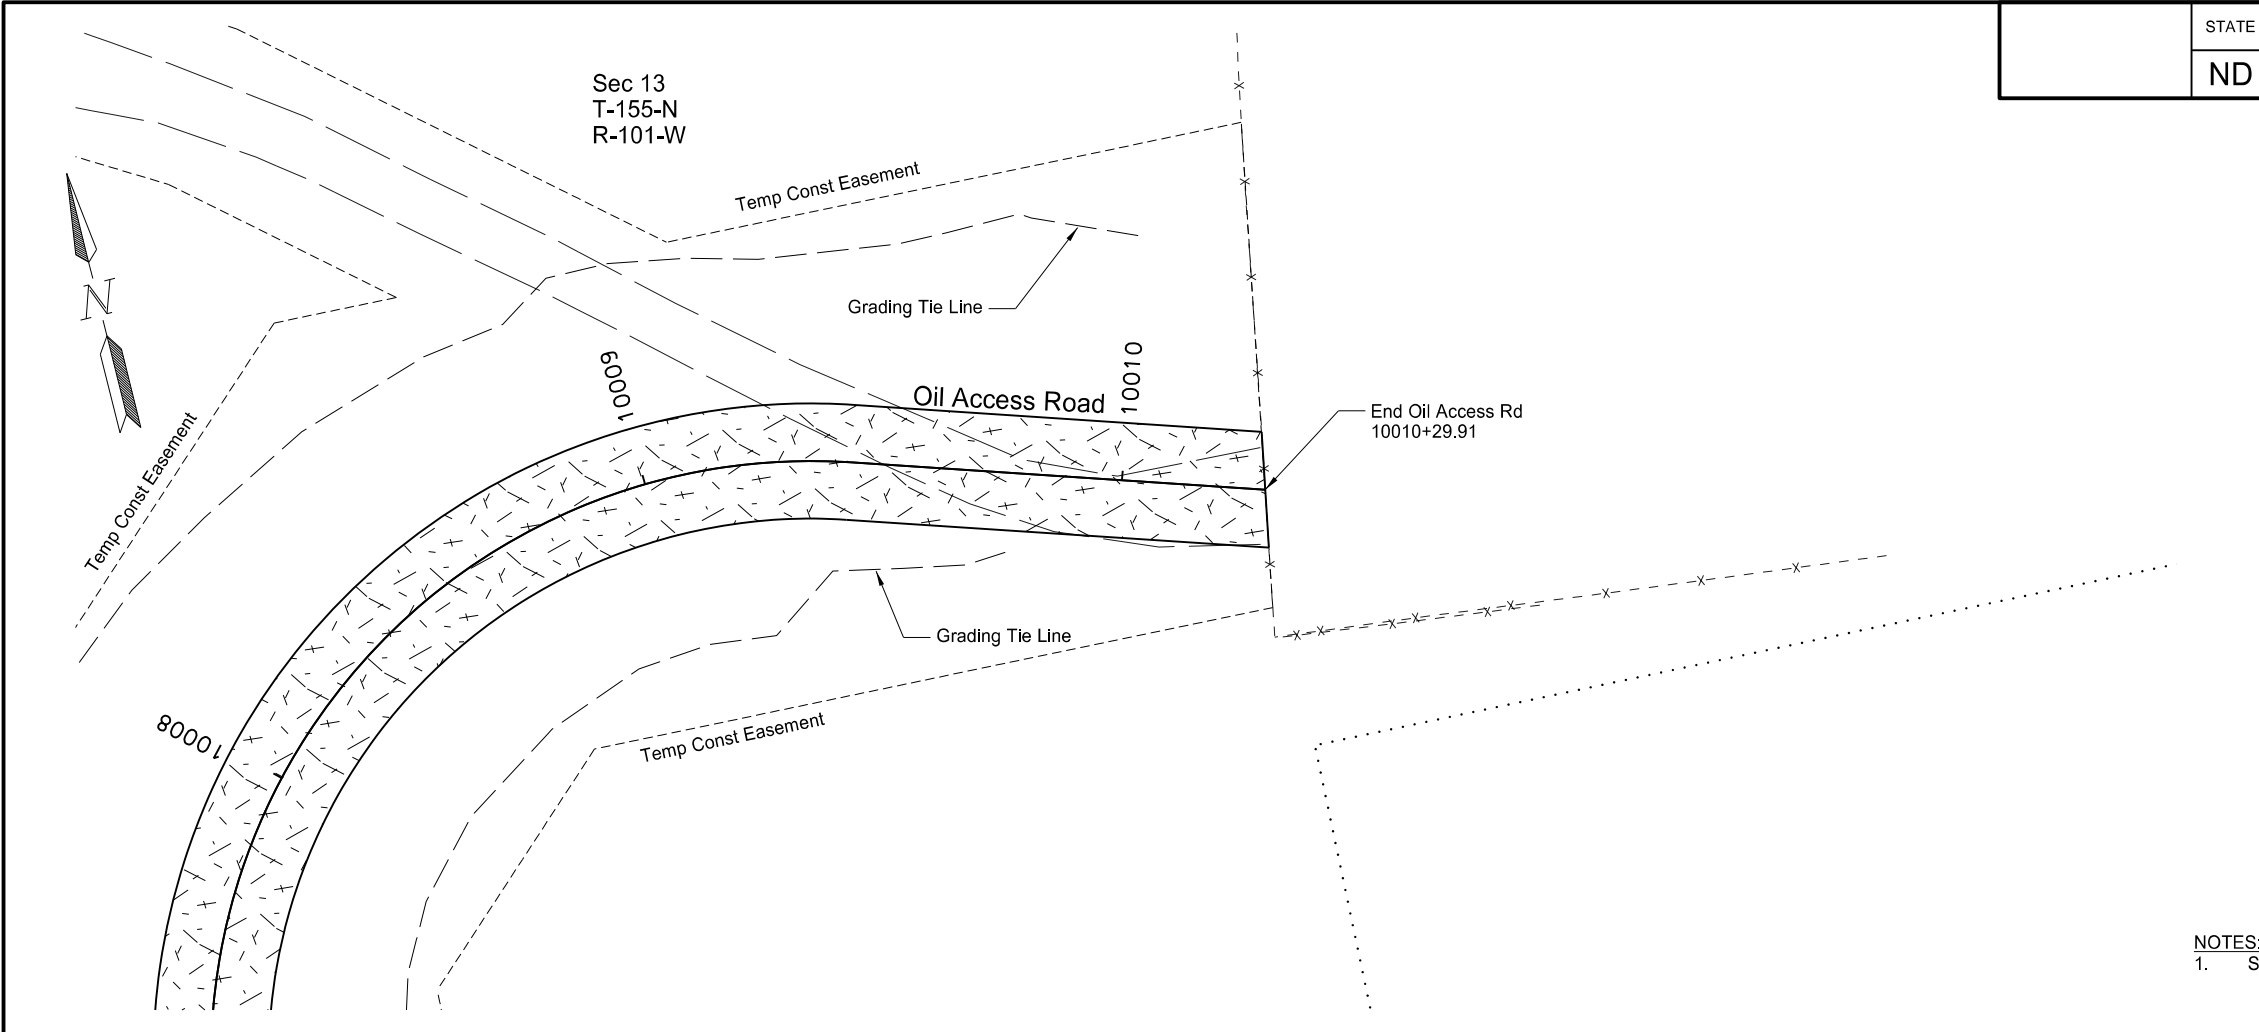 STATE
ND
Sec 13
T-155-N
R-101-W
Temp Const Easement
N
Grading Tie Line
10009
Oil Access Road
10010
End Oil Access Rd
10010+29.91
Temp Const Easement
Grading Tie Line
10008
Temp Const Easement
NOTES:
1. S